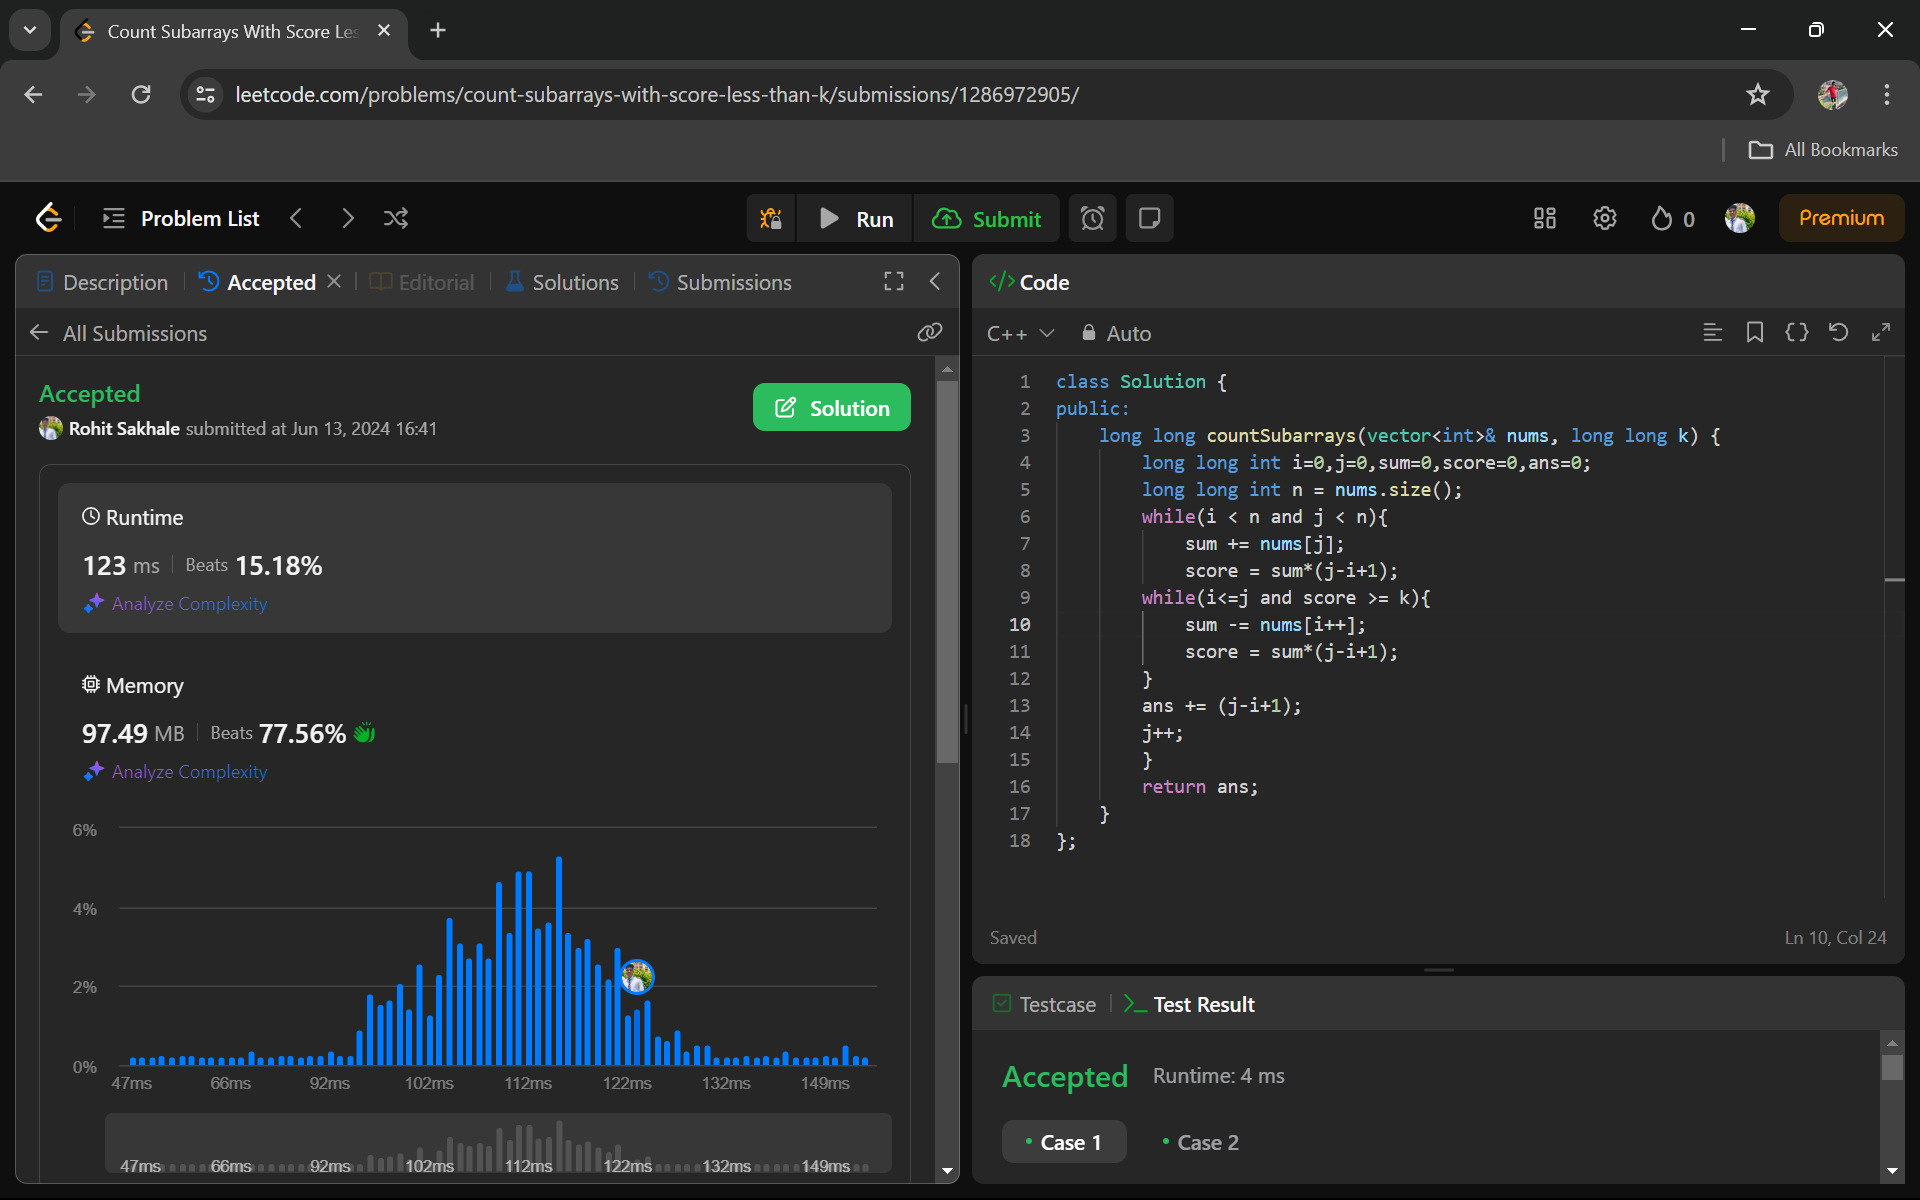 Count Subarrays With Score Les
leetcode.com/problems/count-subarrays-with-score-less-than-k/submissions/1286972905/
All Bookmarks
Problem List
Run
Submit
0
Premium
Description
Accepted
Editorial
Solutions
Submissions
All Submissions
Accepted
Rohit Sakhale submitted at Jun 13, 2024 16:41
Solution
Runtime
123 ms
Beats 15.18%
Analyze Complexity
Memory
97.49 MB
Beats 77.56%
Analyze Complexity
6%
4%
2%
0%
47ms 66ms 92ms 102ms 112ms 122ms 132ms 149ms
47ms 66ms 92ms 102ms 112ms 122ms 132ms 149ms
</> Code
C++
Auto
1 class Solution {
2 public:
3 long long countSubarrays(vector<int>& nums, long long k) {
4 long long int i=0,j=0,sum=0,score=0,ans=0;
5 long long int n = nums.size();
6 while(i < n and j < n){
7 sum += nums[j];
8 score = sum*(j-i+1);
9 while(i<=j and score >= k){
10 sum -= nums[i++];
11 score = sum*(j-i+1);
12 }
13 ans += (j-i+1);
14 j++;
15 }
16 return ans;
17 }
18 };
Saved
Ln 10, Col 24
Testcase
Test Result
Accepted
Runtime: 4 ms
Case 1
Case 2